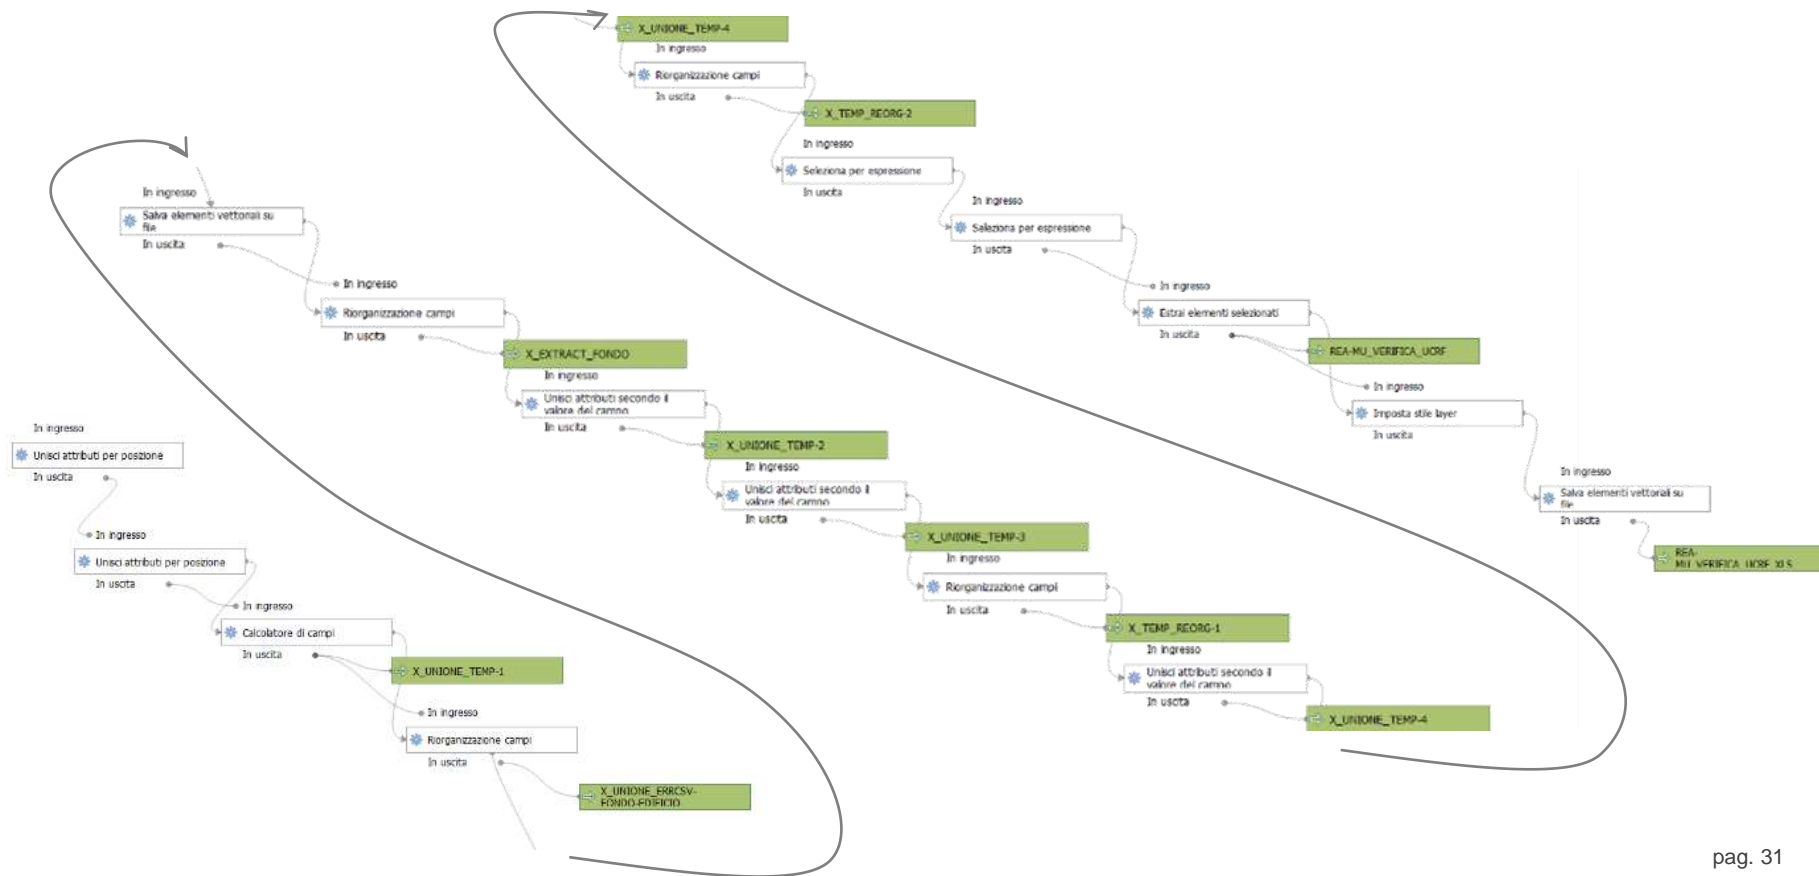 In ingresso
Unisci attributi per posizione
In uscita
In ingresso
Unisci attributi per posizione
In uscita
In ingresso
Calcolatore di campi
In uscita
X_UNIONE_TEMP-1
In ingresso
Riorganizzazione campi
In uscita
X_UNIONE_ERRCSV-
FONDO-EDIFICIO
In ingresso
Salva elementi vettoriali su
file
In uscita
In ingresso
Riorganizzazione campi
In uscita
X_EXTRACT_FONDO
In ingresso
Unisci attributi secondo il
valore del campo
In uscita
X_UNIONE_TEMP-2
In ingresso
Unisci attributi secondo il
valore del campo
In uscita
X_UNIONE_TEMP-3
In ingresso
Riorganizzazione campi
In uscita
X_TEMP_REORG-1
In ingresso
Unisci attributi secondo il
valore del campo
In uscita
X_UNIONE_TEMP-4
X_UNIONE_TEMP-4
In ingresso
Riorganizzazione campi
In uscita
X_TEMP_REORG-2
In ingresso
Seleziona per espressione
In uscita
In ingresso
Seleziona per espressione
In uscita
In ingresso
Estrai elementi selezionati
In uscita
REA-MU_VERIFICA_UCRF
In ingresso
Imposta stile layer
In uscita
In ingresso
Salva elementi vettoriali su
file
In uscita
REA-
MU_VERIFICA_UCRF_XLS
pag. 31